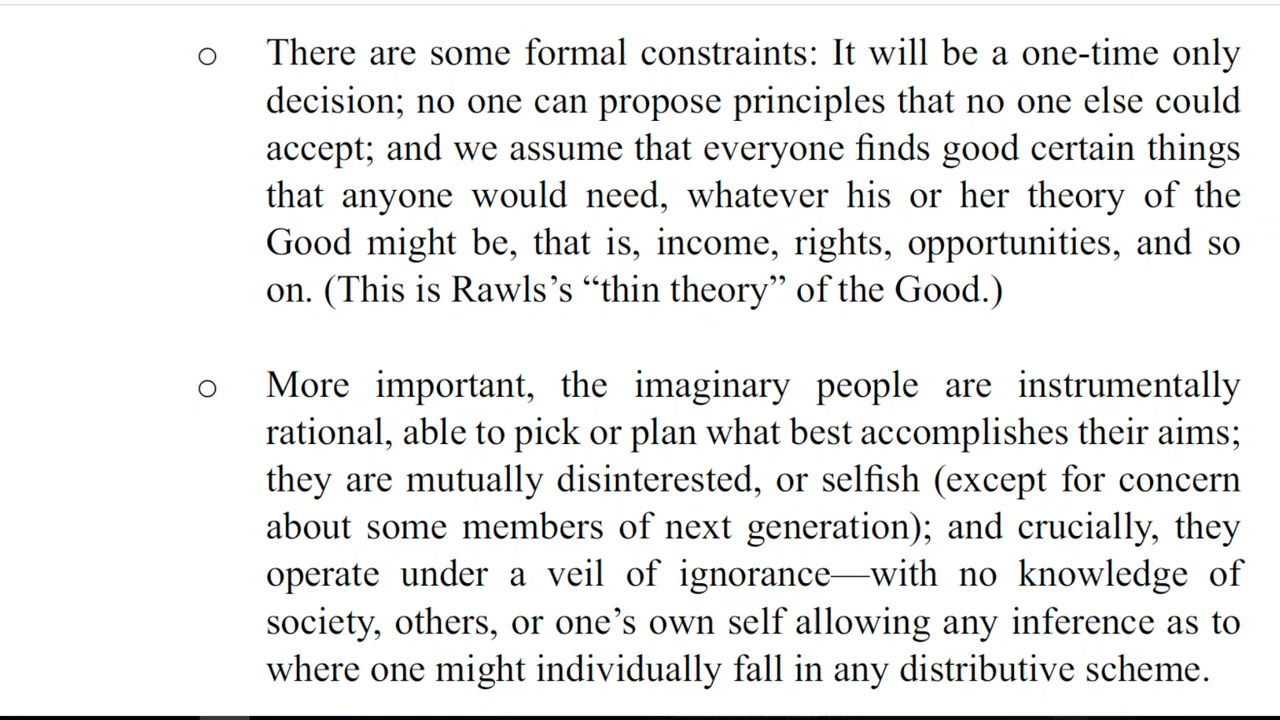 ○ There are some formal constraints: It will be a one-time only
decision; no one can propose principles that no one else could
accept; and we assume that everyone finds good certain things
that anyone would need, whatever his or her theory of the
Good might be, that is, income, rights, opportunities, and so
on. (This is Rawls’s “thin theory” of the Good.)
○ More important, the imaginary people are instrumentally
rational, able to pick or plan what best accomplishes their aims;
they are mutually disinterested, or selfish (except for concern
about some members of next generation); and crucially, they
operate under a veil of ignorance—with no knowledge of
society, others, or one’s own self allowing any inference as to
where one might individually fall in any distributive scheme.